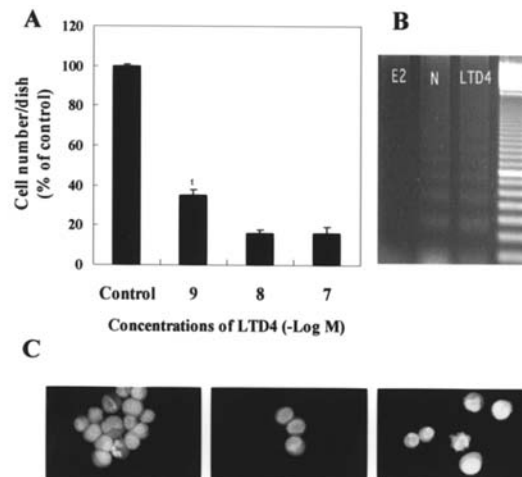 A
Cell number/dish
(% of control)
120
100
80
60
40
20
0
Control 9 8 7
Concentrations of LTD4 (-Log M)
B
E2 N LTD4
C